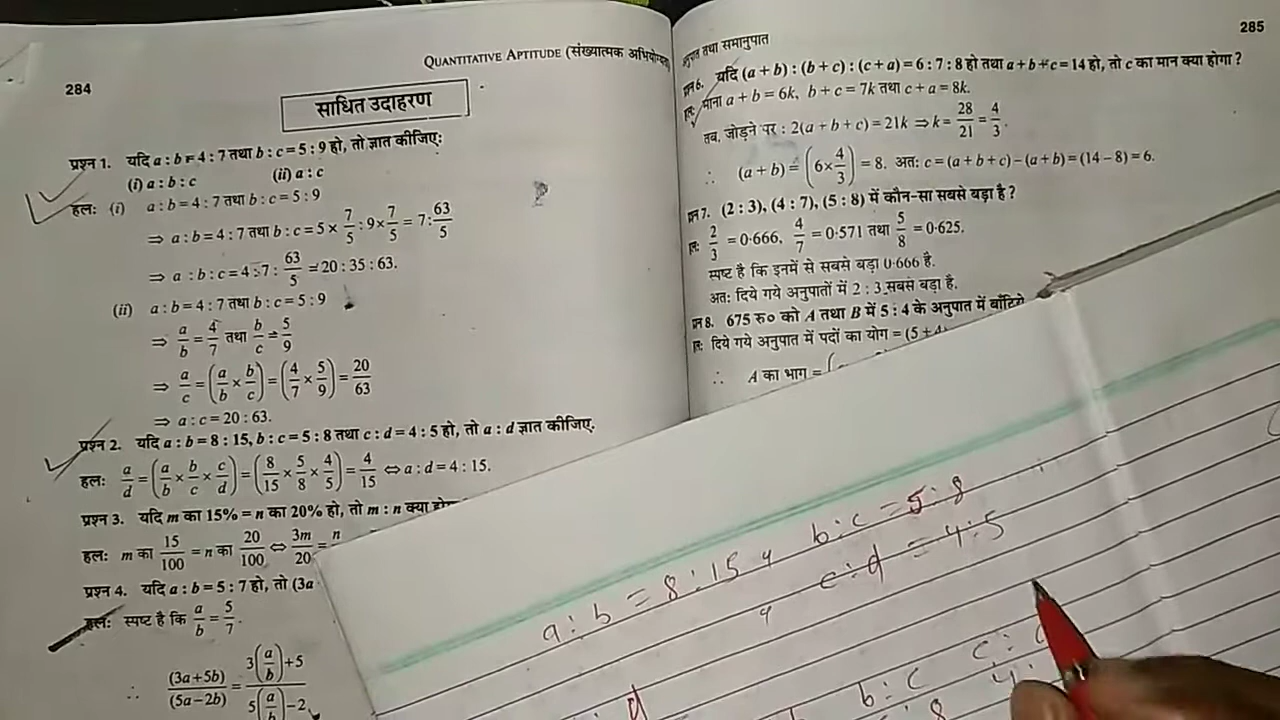 284
QUANTITATIVE APTITUDE (संख्यात्मक
साधित उदाहरण
प्रश्न 1. यदि a : b = 4 : 7 तथा b : c = 5 : 9 हो, तो ज्ञात कीजिए:
(i) a : b : c (ii) a : c
हल: (i) a : b = 4 : 7 तथा b : c = 5 : 9
⇒ a : b = 4 : 7 तथा b : c = 5 × 7/5 : 9 × 7/5 = 7 : 63/5
⇒ a : b : c = 4 : 7 : 63/5 = 20 : 35 : 63.
(ii) a : b = 4 : 7 तथा b : c = 5 : 9
⇒ a/b = 4/7 तथा b/c = 5/9
⇒ a/c = (a/b × b/c) = (4/7 × 5/9) = 20/63
⇒ a : c = 20 : 63.
प्रश्न 2. यदि a : b = 8 : 15, b : c = 5 : 8 तथा c : d = 4 : 5 हो, तो a : d ज्ञात कीजिए.
हल: a/d = (a/b × b/c × c/d) = (8/15 × 5/8 × 4/5) = 4/15 ⇔ a : d = 4 : 15.
प्रश्न 3. यदि m का 15% = n का 20% हो, तो m : n क्या
हल: m का 15/100 = n का 20/100 ⇔ 3m/20 = n
प्रश्न 4. यदि a : b = 5 : 7 हो, तो (3a
हल: स्पष्ट है कि a/b = 5/7.
∴ (3a+5b)/(5a−2b) = 3(a/b)+5 / 5(a/b)−2
285
तथा समानुपात
प्रश्न 6. यदि (a + b) : (b + c) : (c + a) = 6 : 7 : 8 हो तथा a + b + c = 14 हो, तो c का मान क्या होगा ?
माना a + b = 6k, b + c = 7k तथा c + a = 8k.
तब, जोड़ने पर : 2(a + b + c) = 21k ⇒ k = 28/21 = 4/3.
∴ (a + b) = (6 × 4/3) = 8. अत: c = (a + b + c) − (a + b) = (14 − 8) = 6.
7. (2 : 3), (4 : 7), (5 : 8) में कौन-सा सबसे बड़ा है ?
2/3 = 0·666, 4/7 = 0·571 तथा 5/8 = 0·625.
स्पष्ट है कि इनमें से सबसे बड़ा 0·666 है.
अत: दिये गये अनुपातों में 2 : 3 सबसे बड़ा है.
8. 675 रु० को A तथा B में 5 : 4 के अनुपात में बाँटिये
दिये गये अनुपात में पदों का योग = (5 + 4)
∴ A का भाग = (
a : b = 8 : 15 , b : c = 5 : 8
c : d = 4 : 5
b : c c :
: 8 4 :
d